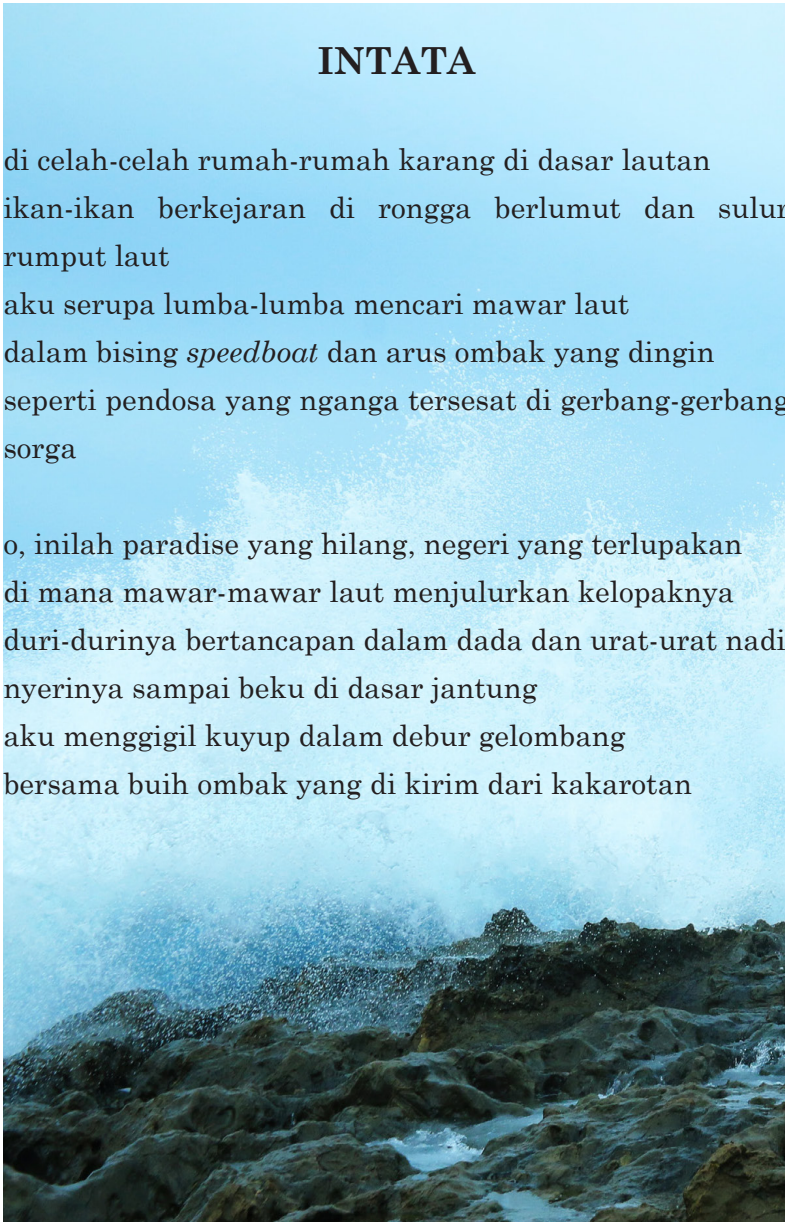 INTATA
di celah-celah rumah-rumah karang di dasar lautan
ikan-ikan berkejaran di rongga berlumut dan sulur
rumput laut
aku serupa lumba-lumba mencari mawar laut
dalam bising speedboat dan arus ombak yang dingin
seperti pendosa yang nganga tersesat di gerbang-gerbang
sorga
o, inilah paradise yang hilang, negeri yang terlupakan
di mana mawar-mawar laut menjulurkan kelopaknya
duri-durinya bertancapan dalam dada dan urat-urat nadi
nyerinya sampai beku di dasar jantung
aku menggigil kuyup dalam debur gelombang
bersama buih ombak yang di kirim dari kakarotan